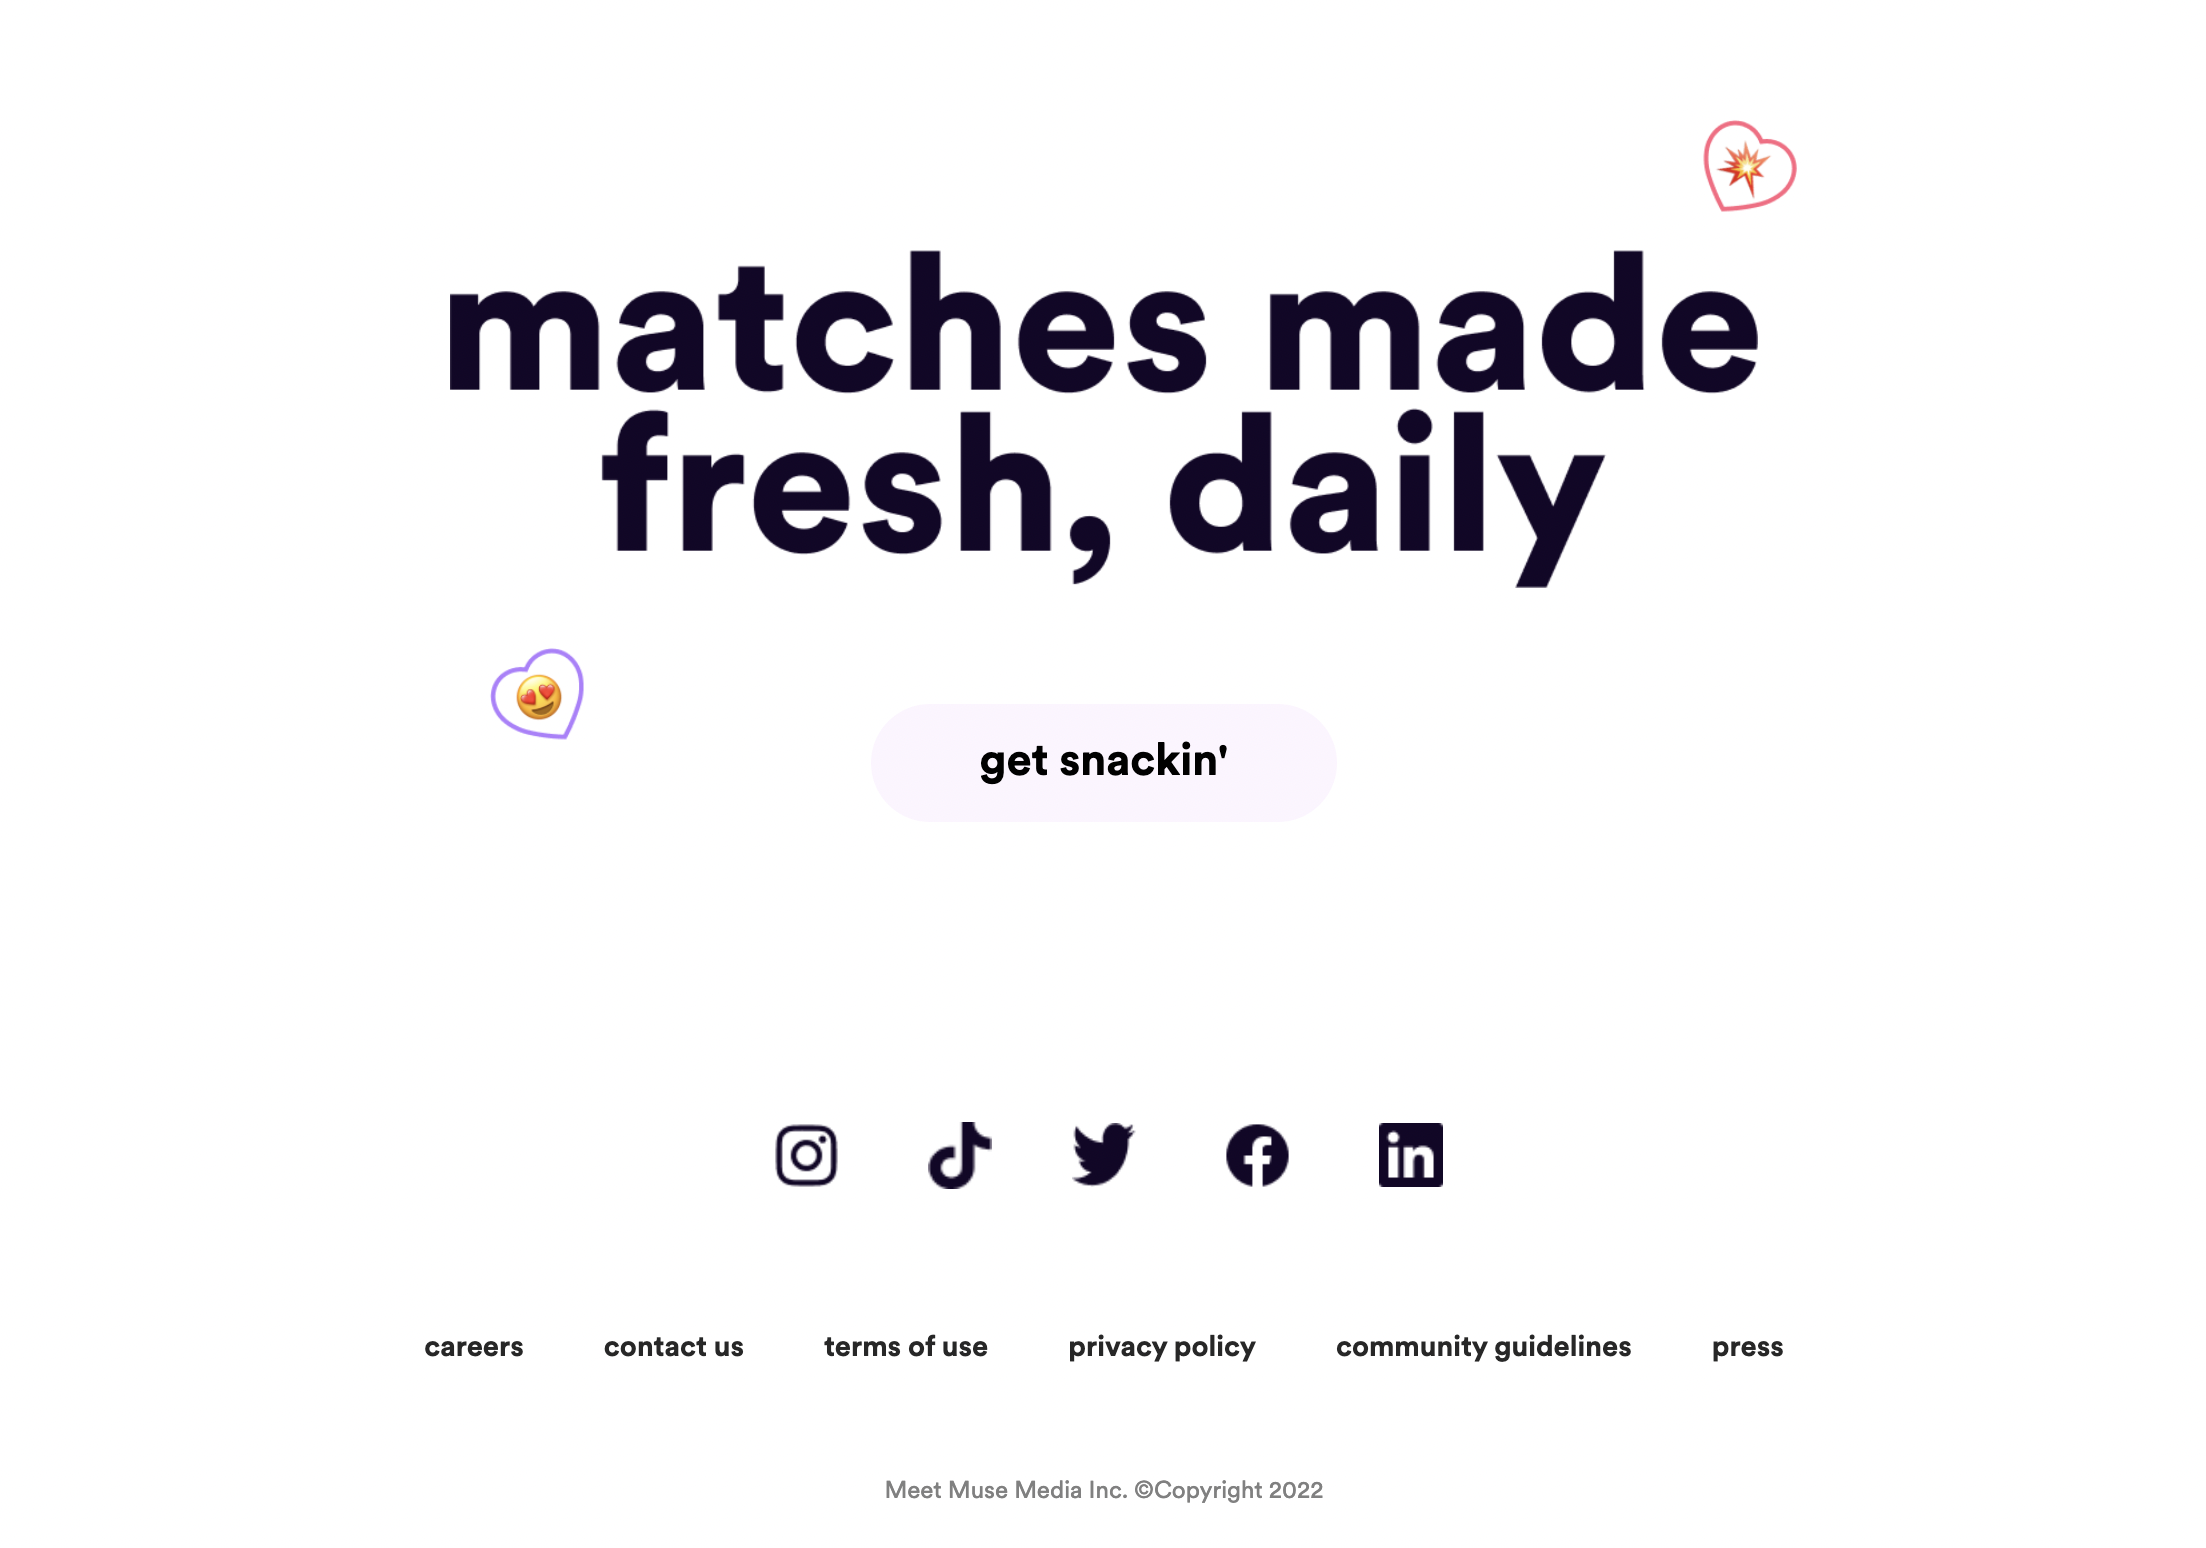 matches made
fresh, daily
get snackin'
careers contact us terms of use privacy policy community guidelines press
Meet Muse Media Inc. ©Copyright 2022